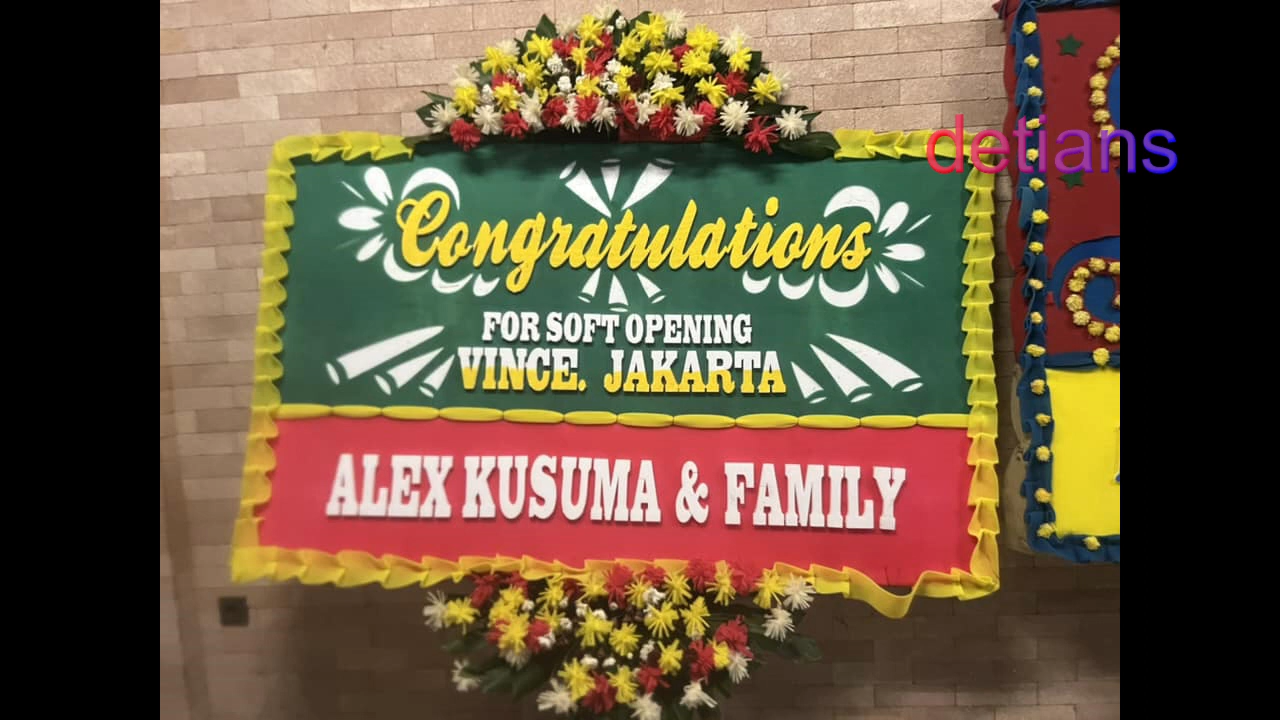 detians
Congratulations
FOR SOFT OPENING
VINCE. JAKARTA
ALEX KUSUMA & FAMILY